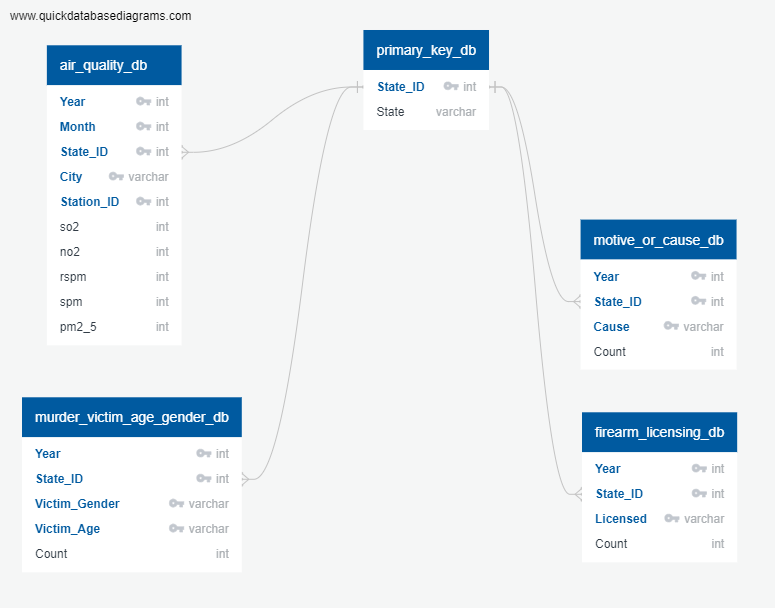 www.quickdatabasediagrams.com
air_quality_db
Year int
Month int
State_ID int
City varchar
Station_ID int
so2 int
no2 int
rspm int
spm int
pm2_5 int
primary_key_db
State_ID int
State varchar
motive_or_cause_db
Year int
State_ID int
Cause varchar
Count int
murder_victim_age_gender_db
Year int
State_ID int
Victim_Gender varchar
Victim_Age varchar
Count int
firearm_licensing_db
Year int
State_ID int
Licensed varchar
Count int